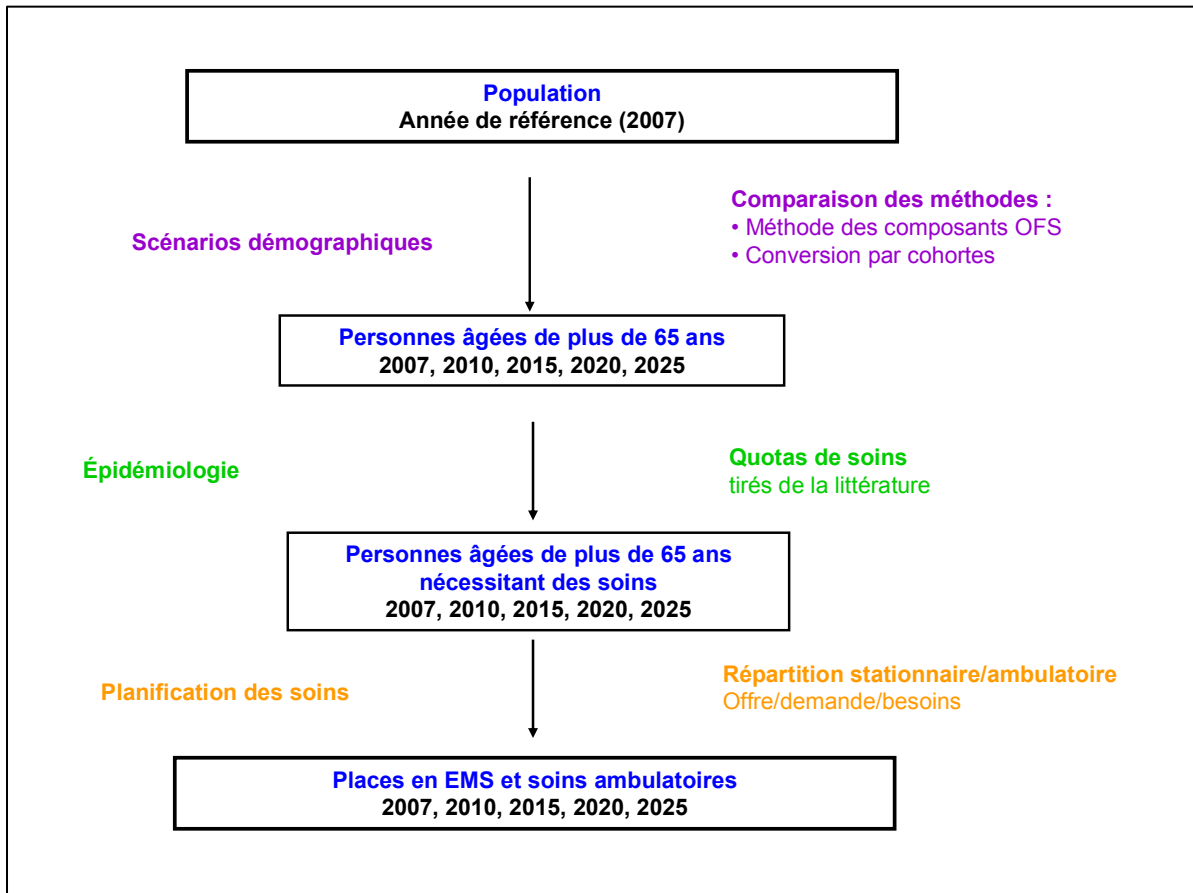 Population
Année de référence (2007)
Scénarios démographiques
Comparaison des méthodes :
• Méthode des composants OFS
• Conversion par cohortes
Personnes âgées de plus de 65 ans
2007, 2010, 2015, 2020, 2025
Épidémiologie
Quotas de soins
tirés de la littérature
Personnes âgées de plus de 65 ans
nécessitant des soins
2007, 2010, 2015, 2020, 2025
Planification des soins
Répartition stationnaire/ambulatoire
Offre/demande/besoins
Places en EMS et soins ambulatoires
2007, 2010, 2015, 2020, 2025